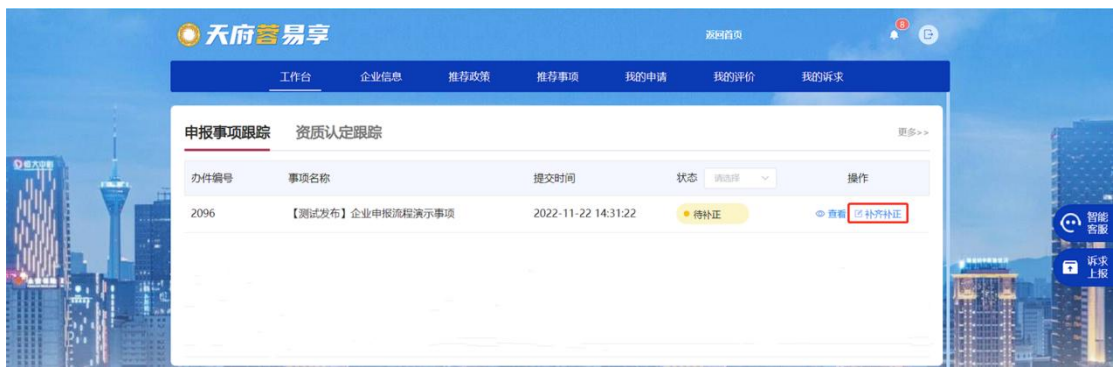 天府蓉易享
返回首页
8
工作台 企业信息 推荐政策 推荐事项 我的申请 我的评价 我的诉求
申报事项跟踪 资质认定跟踪 更多>>
办件编号 事项名称 提交时间 状态 请选择 操作
2096 【测试发布】企业申报流程演示事项 2022-11-22 14:31:22 待补正 查看 补齐补正
智能
客服
诉求
上报